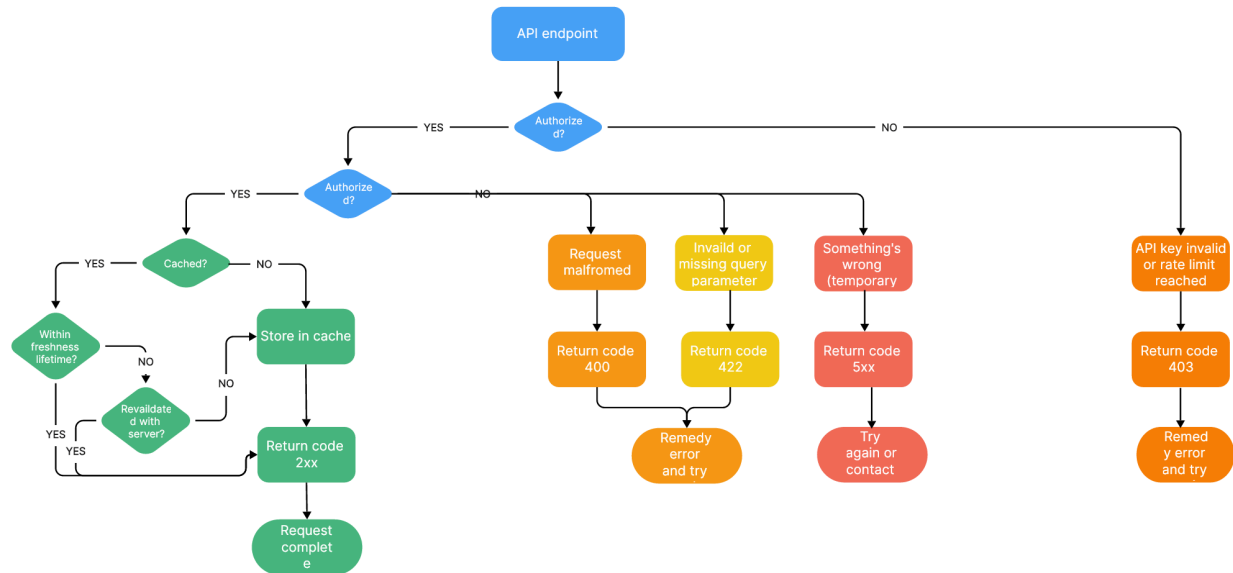 API endpoint
Authorize
d?
YES
NO
Authorize
d?
YES
NO
Cached?
YES
NO
Request
malfromed
Invaild or
missing query
parameter
Something's
wrong
(temporary
API key invalid
or rate limit
reached
Within
freshness
lifetime?
NO
Store in cache
Return code
400
Return code
422
Return code
5xx
Return code
403
Revaildate
d with
server?
NO
YES
YES
Return code
2xx
Remedy
error
and try
Try
again or
contact
Remed
y error
and try
Request
complet
e